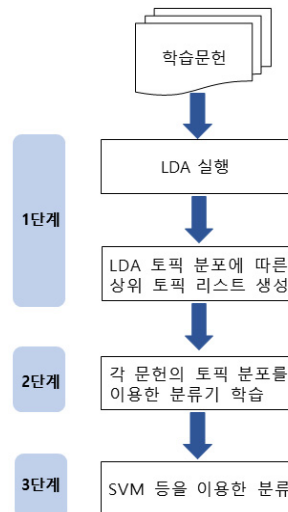 학습문헌
1단계
LDA 실행
LDA 토픽 분포에 따른
상위 토픽 리스트 생성
2단계
각 문헌의 토픽 분포를
이용한 분류기 학습
3단계
SVM 등을 이용한 분류